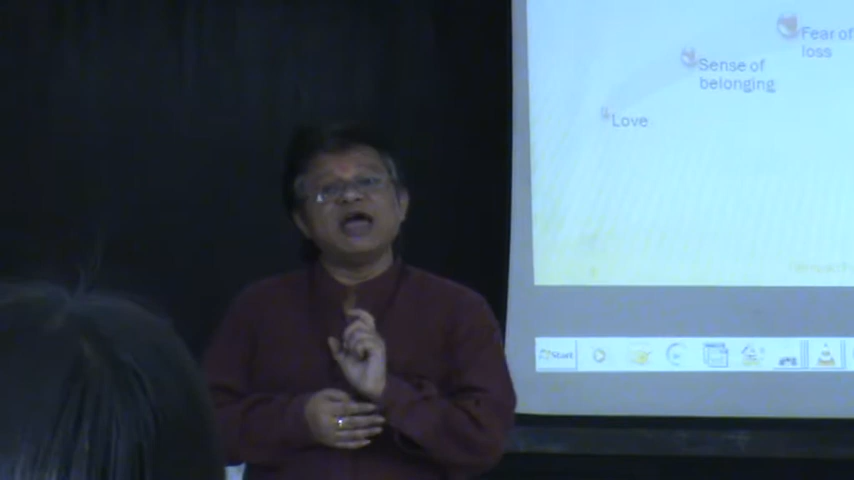 Fear of
loss
Sense of
belonging
Love
Start